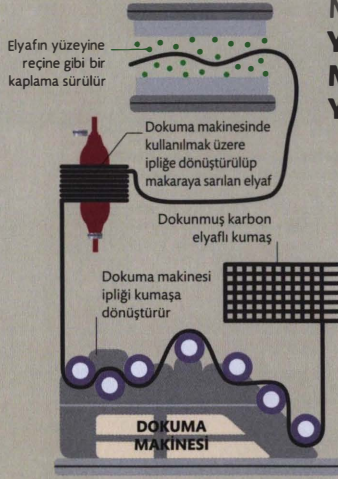 Elyafın yüzeyine
reçine gibi bir
kaplama sürülür
Dokuma makinesinde
kullanılmak üzere
ipliğe dönüştürülüp
makaraya sarılan elyaf
Dokunmuş karbon
elyaflı kumaş
Dokuma makinesi
ipliği kumaşa
dönüştürür
DOKUMA
MAKİNESİ